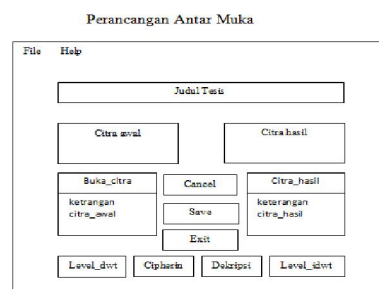 Perancangan Antar Muka
File Help
Judul Tesis
Citra awal Citra hasil
Buka_citra Cancel Citra_hasil
ketrangan keterangan
citra_awal Save citra_hasil
Exit
Level_dwt Cipherin Dekripsi Level_idwt